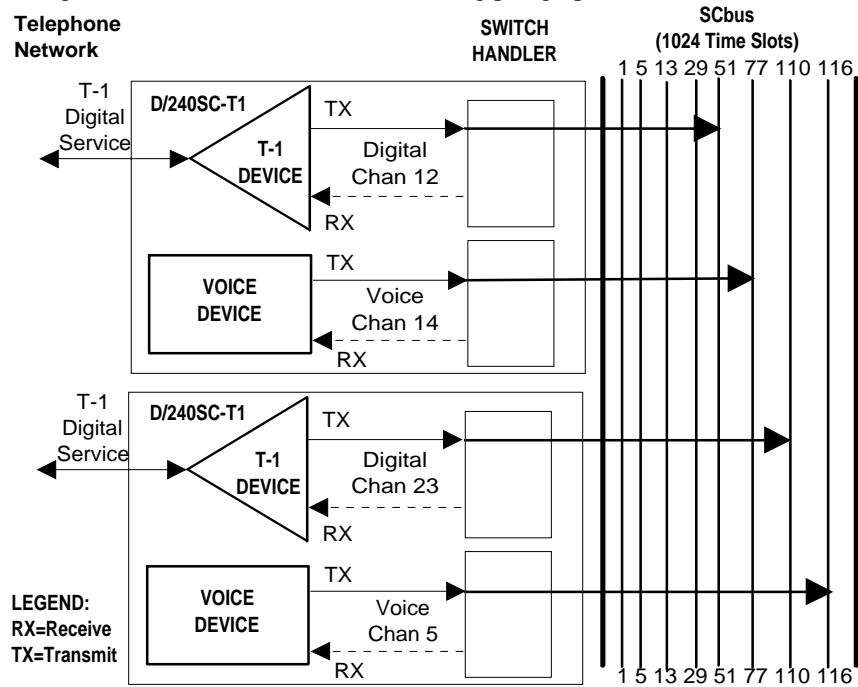 Telephone
Network
SWITCH
HANDLER
SCbus
(1024 Time Slots)
1 5 13 29 51 77 110 116
T-1
Digital
Service
D/240SC-T1
T-1
DEVICE
TX
Digital
Chan 12
RX
VOICE
DEVICE
TX
Voice
Chan 14
RX
T-1
Digital
Service
D/240SC-T1
T-1
DEVICE
TX
Digital
Chan 23
RX
VOICE
DEVICE
TX
Voice
Chan 5
RX
LEGEND:
RX=Receive
TX=Transmit
1 5 13 29 51 77 110 116